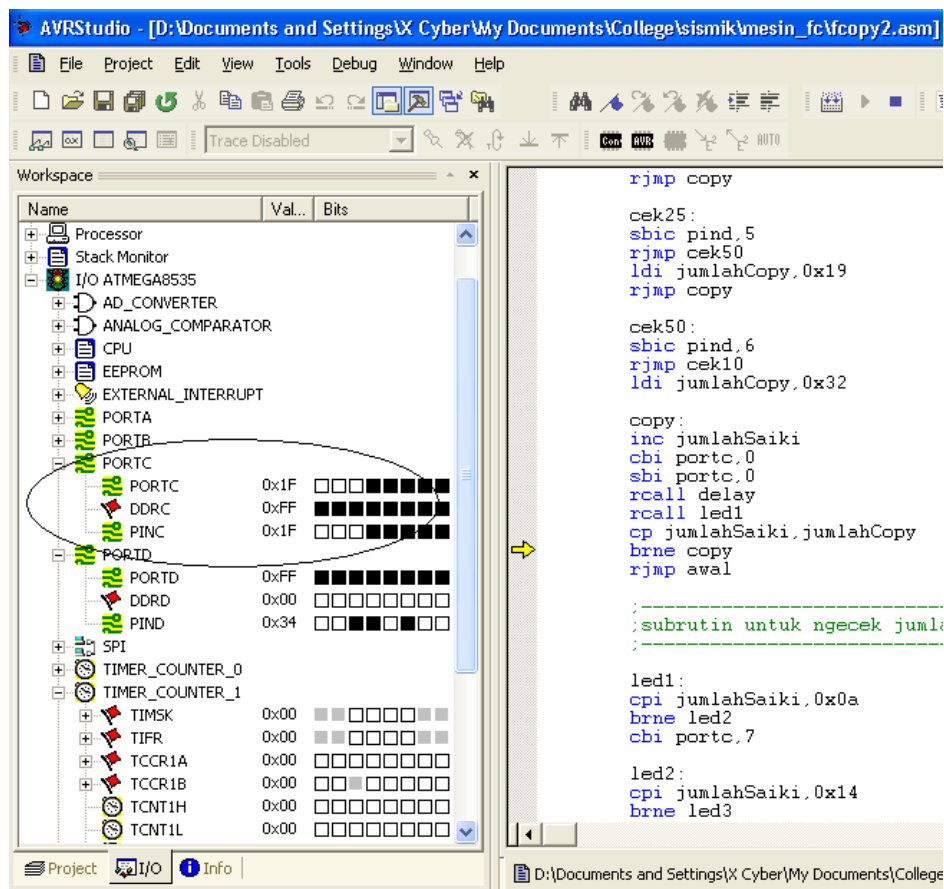 AVRStudio - [D:\Documents and Settings\X Cyber\My Documents\College\sismik\mesin_fc\fcopy2.asm]
File Project Edit View Tools Debug Window Help
Trace Disabled
Con AVR AUTO
Workspace
Name Val... Bits
Processor
Stack Monitor
I/O ATMEGA8535
AD_CONVERTER
ANALOG_COMPARATOR
CPU
EEPROM
EXTERNAL_INTERRUPT
PORTA
PORTB
PORTC
PORTC 0x1F
DDRC 0xFF
PINC 0x1F
PORTD
PORTD 0xFF
DDRD 0x00
PIND 0x34
SPI
TIMER_COUNTER_0
TIMER_COUNTER_1
TIMSK 0x00
TIFR 0x00
TCCR1A 0x00
TCCR1B 0x00
TCNT1H 0x00
TCNT1L 0x00
Project I/O Info
rjmp copy
cek25:
sbic pind,5
rjmp cek50
ldi jumlahCopy,0x19
rjmp copy
cek50:
sbic pind,6
rjmp cek10
ldi jumlahCopy,0x32
copy:
inc jumlahSaiki
cbi portc,0
sbi portc,0
rcall delay
rcall led1
cp jumlahSaiki,jumlahCopy
brne copy
rjmp awal
;---------------------------
;subrutin untuk ngecek jumla
;---------------------------
led1:
cpi jumlahSaiki,0x0a
brne led2
cbi portc,7
led2:
cpi jumlahSaiki,0x14
brne led3
D:\Documents and Settings\X Cyber\My Documents\College